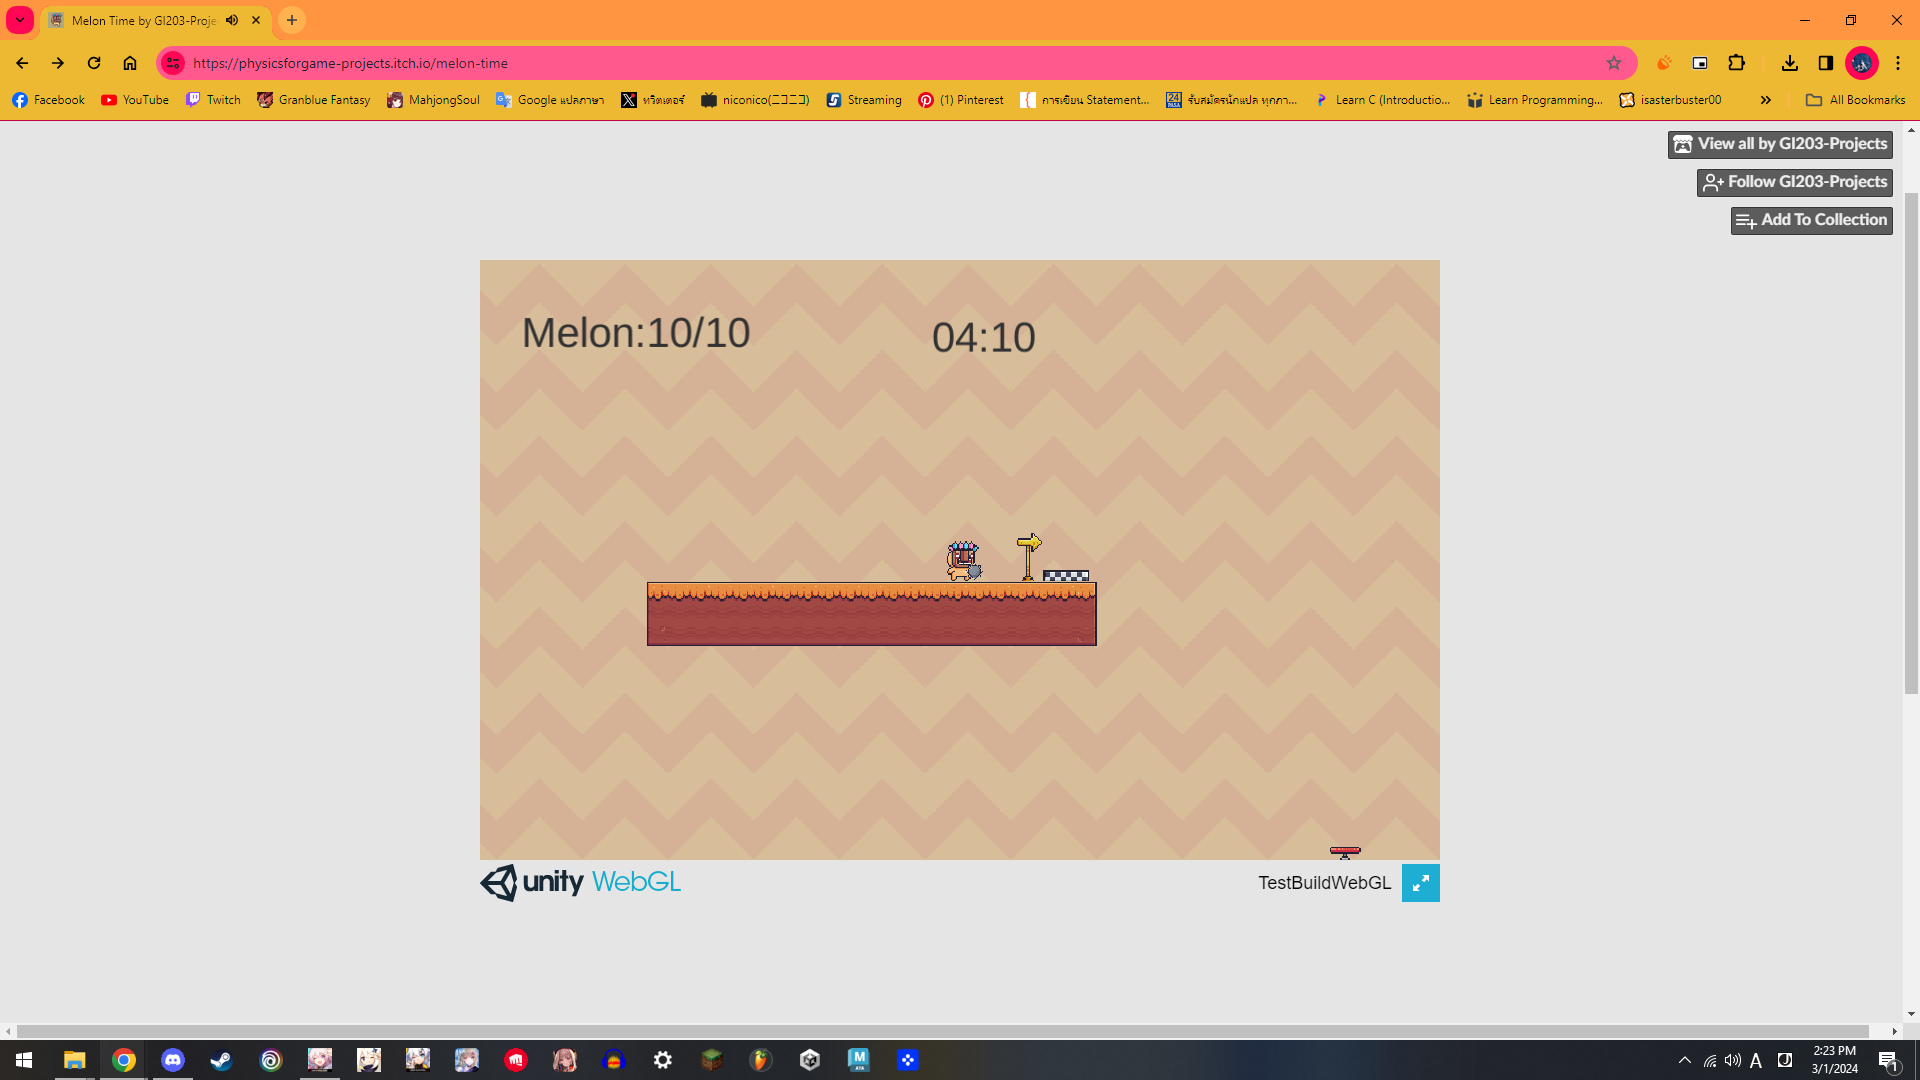 Melon Time by GI203-Proje
https://physicsforgame-projects.itch.io/melon-time
Facebook
YouTube
Twitch
Granblue Fantasy
MahjongSoul
Google แปลภาษา
ทวิตเตอร์
niconico(ニコニコ)
Streaming
(1) Pinterest
การเขียน Statement...
รับสมัครนักแปล ทุกภา...
Learn C (Introductio...
Learn Programming,...
isasterbuster00
»
All Bookmarks
View all by GI203-Projects
Follow GI203-Projects
Add To Collection
Melon:10/10
04:10
unity WebGL
TestBuildWebGL
A
2:23 PM
3/1/2024
1